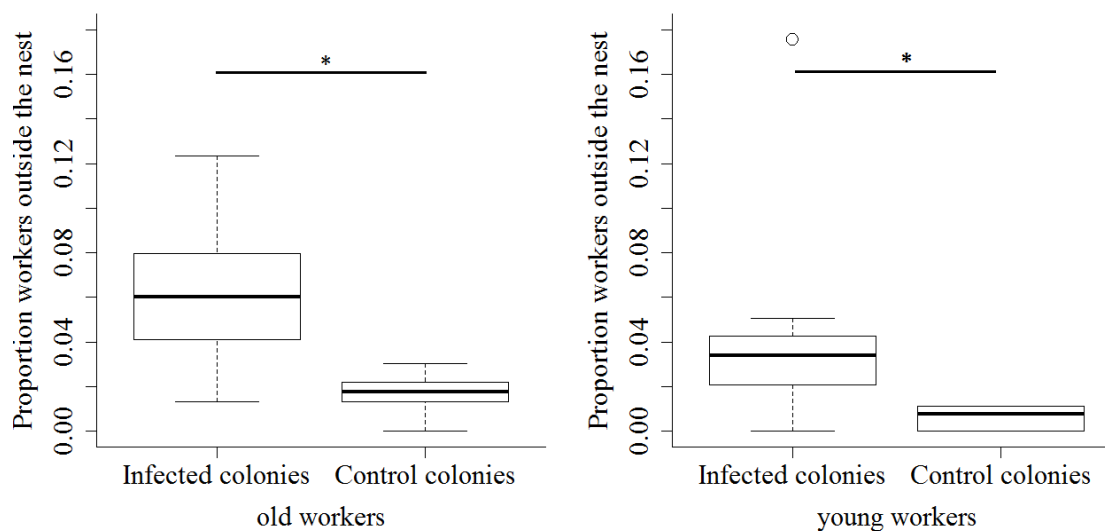 Proportion workers outside the nest
0.16
0.12
0.08
0.04
0.00
*
Infected colonies Control colonies
old workers
Proportion workers outside the nest
0.16
0.12
0.08
0.04
0.00
*
Infected colonies Control colonies
young workers